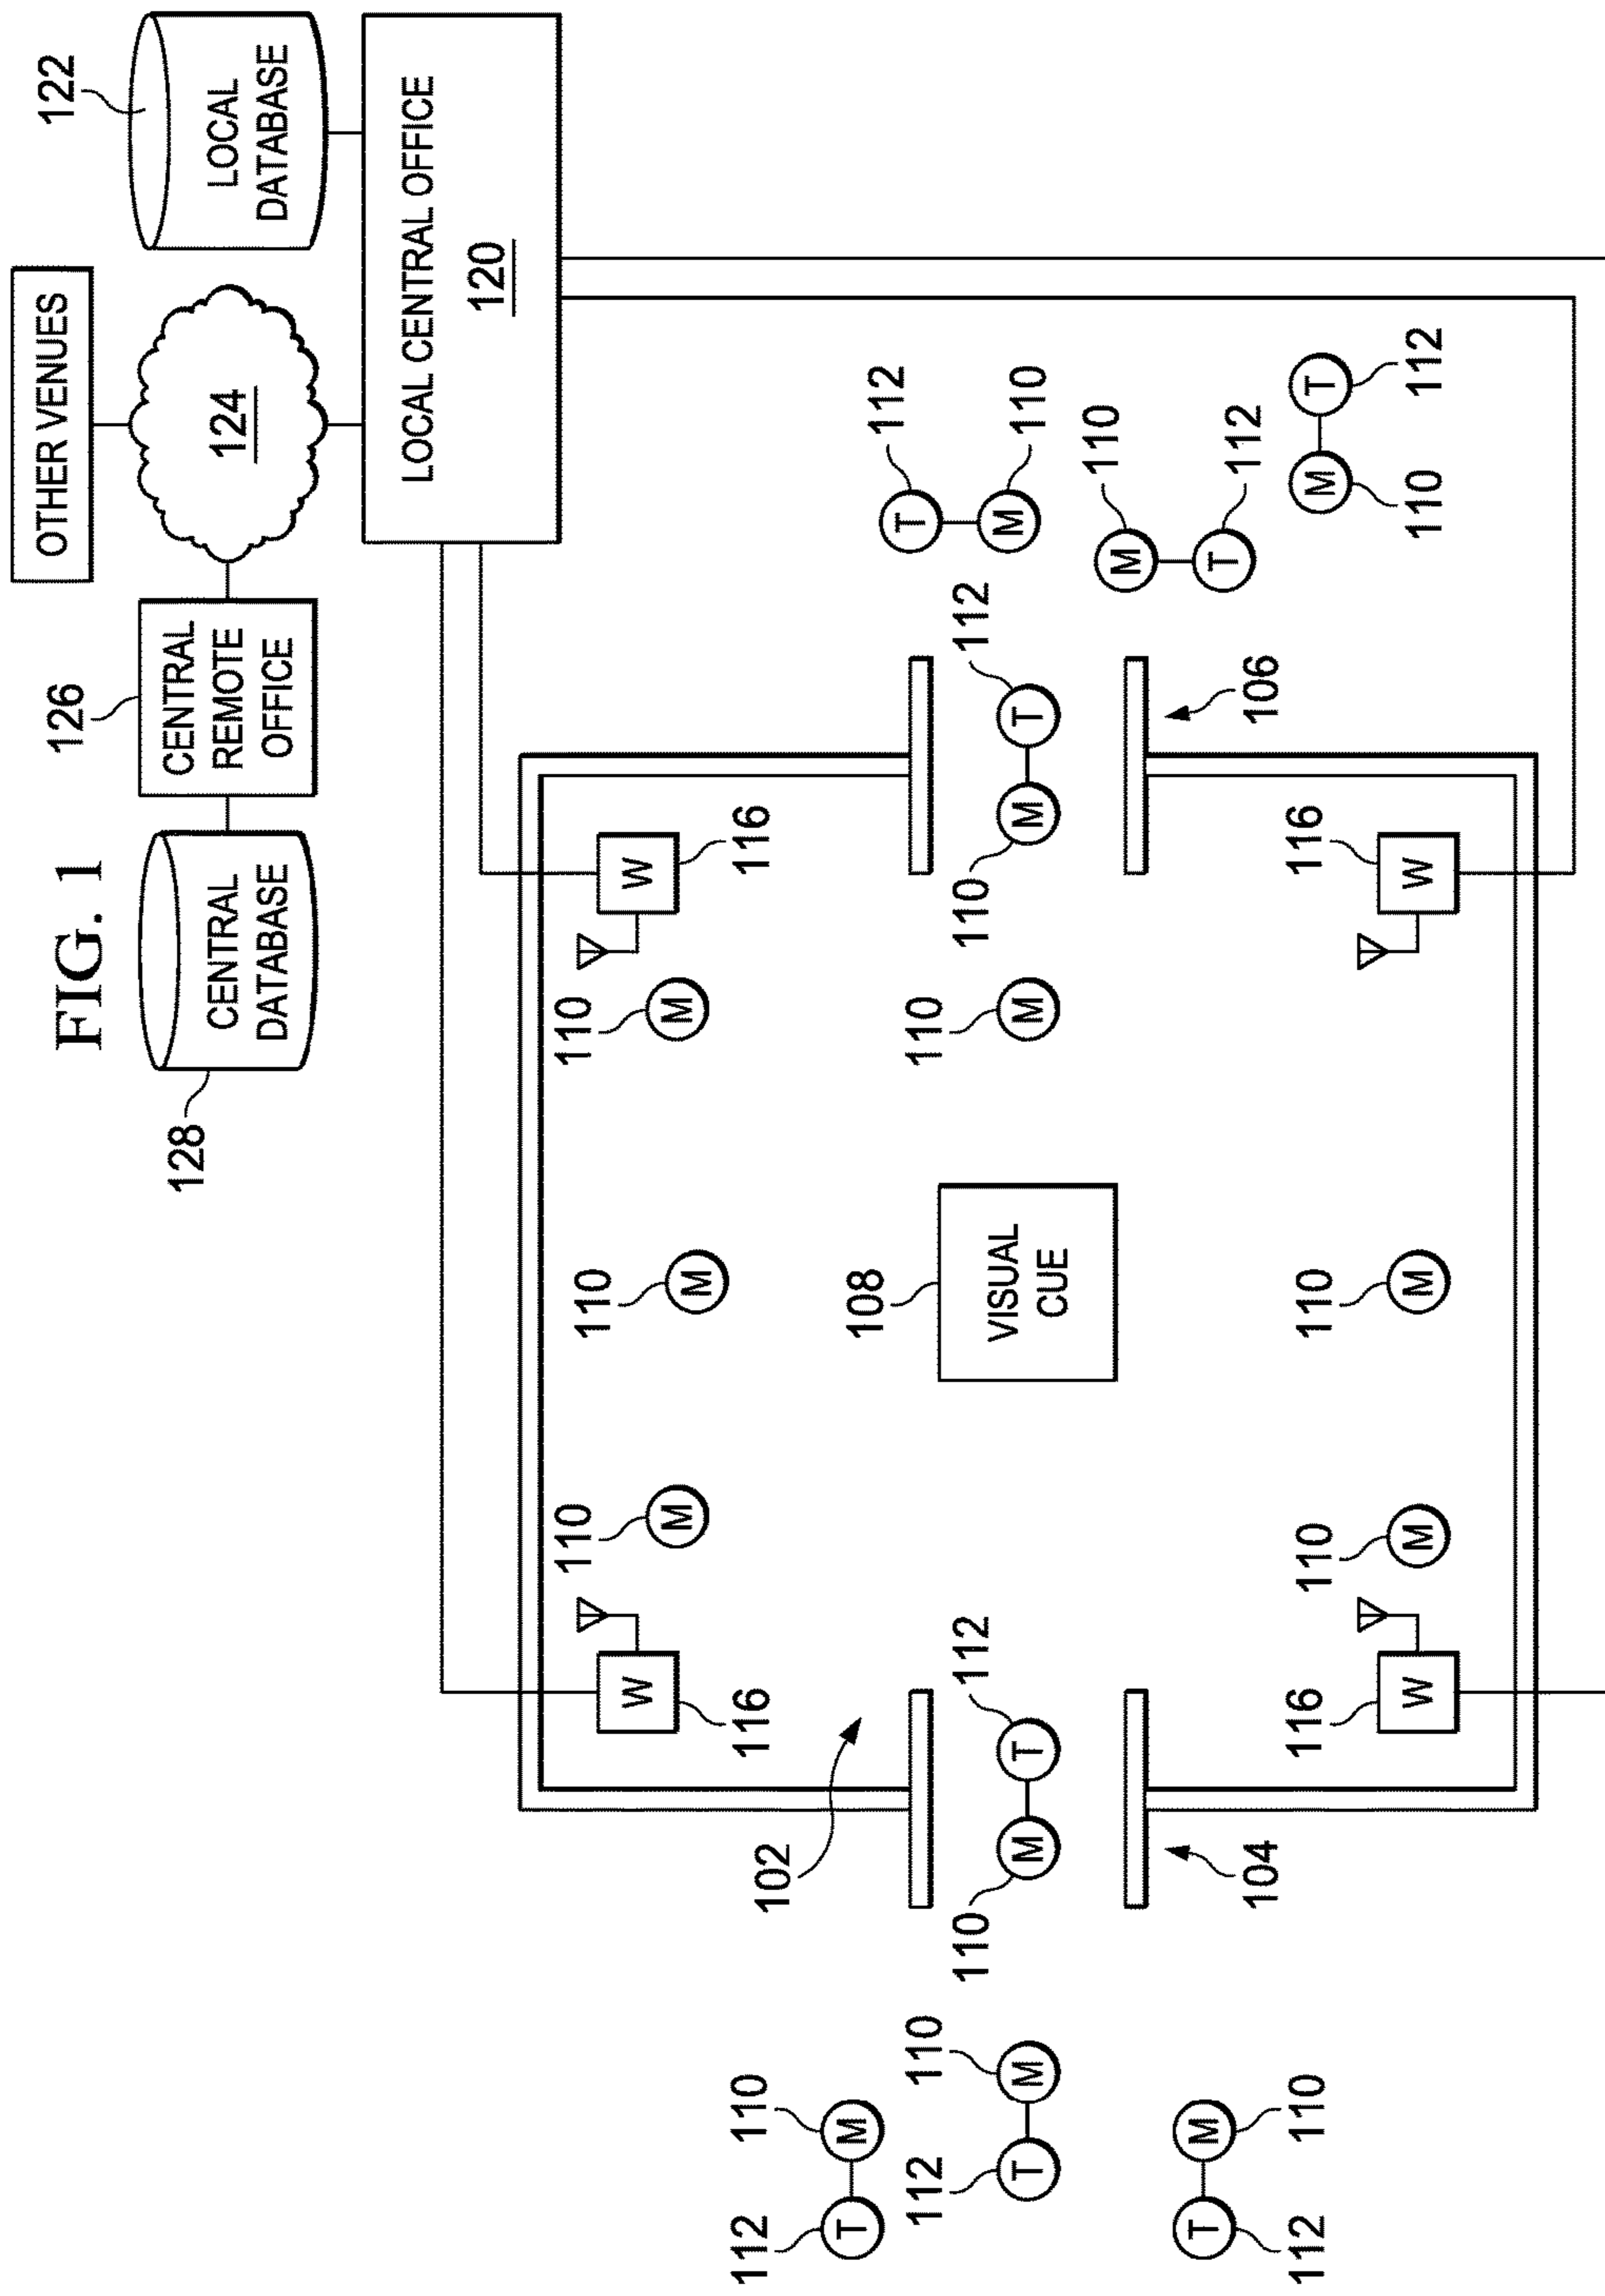 FIG. 1
126
OTHER VENUES
122
128
CENTRAL
DATABASE
CENTRAL
REMOTE
OFFICE
124
LOCAL
DATABASE
LOCAL CENTRAL OFFICE
120
110
110
110
W
M
M
M
W
116
116
112
110
102
T
M
108
112
112
110
110
T
110
112
110
112
VISUAL
CUE
T
M
M
T
M
M
T
M
110
110
M
T
M
T
112
104
106
112
110
116
110
110
116
M
T
W
M
M
W
110
112